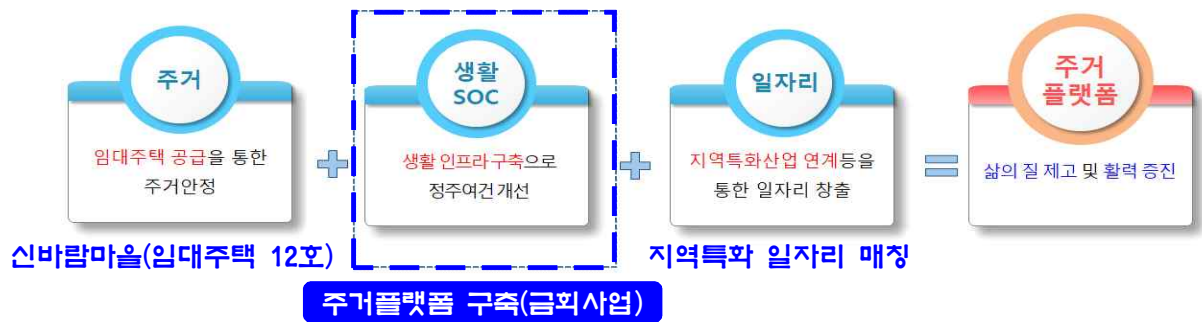 주거
임대주택 공급을 통한
주거안정
신바람마을(임대주택 12호)
+
생활
SOC
생활 인프라 구축으로
정주여건 개선
주거플랫폼 구축(금회사업)
+
일자리
지역특화산업 연계등을
통한 일자리 창출
지역특화 일자리 매칭
=
주거
플랫폼
삶의 질 제고 및 활력 증진